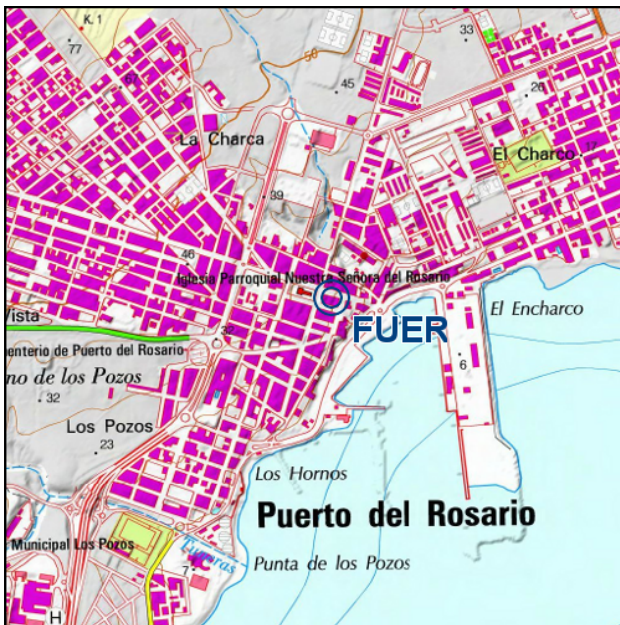 K. 1
77
56
33
67
45
26
La Charca
El Charco
17
39
46
Iglesia Parroquial Nuestra Señora del Rosario
Vista
FUER
El Encharco
32
enterio de Puerto del Rosario
6
no de los Pozos
32
Los Pozos
23
Los Hornos
Puerto del Rosario
Municipal Los Pozos
Punta de los Pozos
7
H